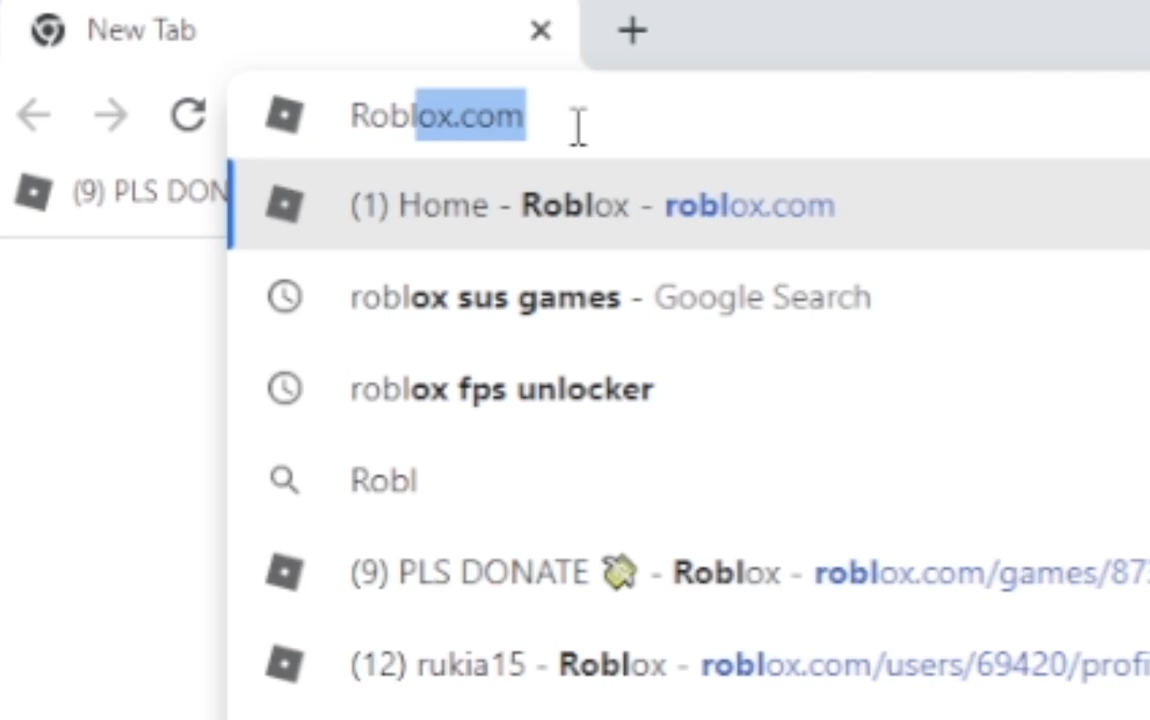 New Tab
Roblox.com
(9) PLS DON
(1) Home - Roblox - roblox.com
roblox sus games - Google Search
roblox fps unlocker
Robl
(9) PLS DONATE - Roblox - roblox.com/games/87
(12) rukia15 - Roblox - roblox.com/users/69420/profi